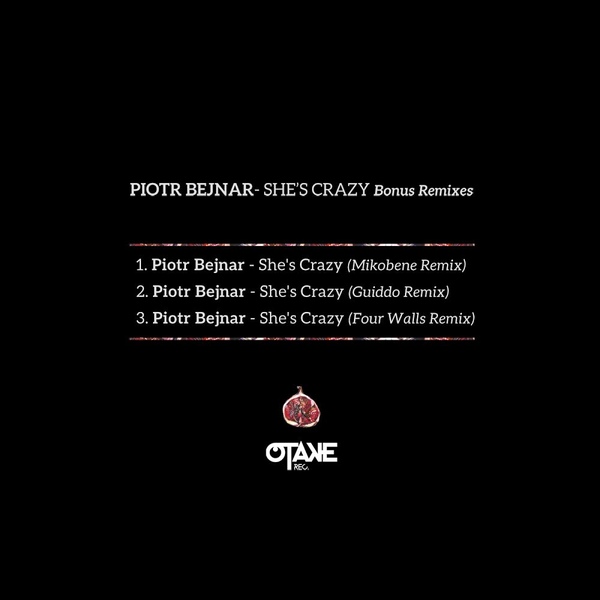 PIOTR BEJNAR- SHE'S CRAZY Bonus Remixes
1. Piotr Bejnar - She's Crazy (Mikobene Remix)
2. Piotr Bejnar - She's Crazy (Guiddo Remix)
3. Piotr Bejnar - She's Crazy (Four Walls Remix)
OTAKE
REC.